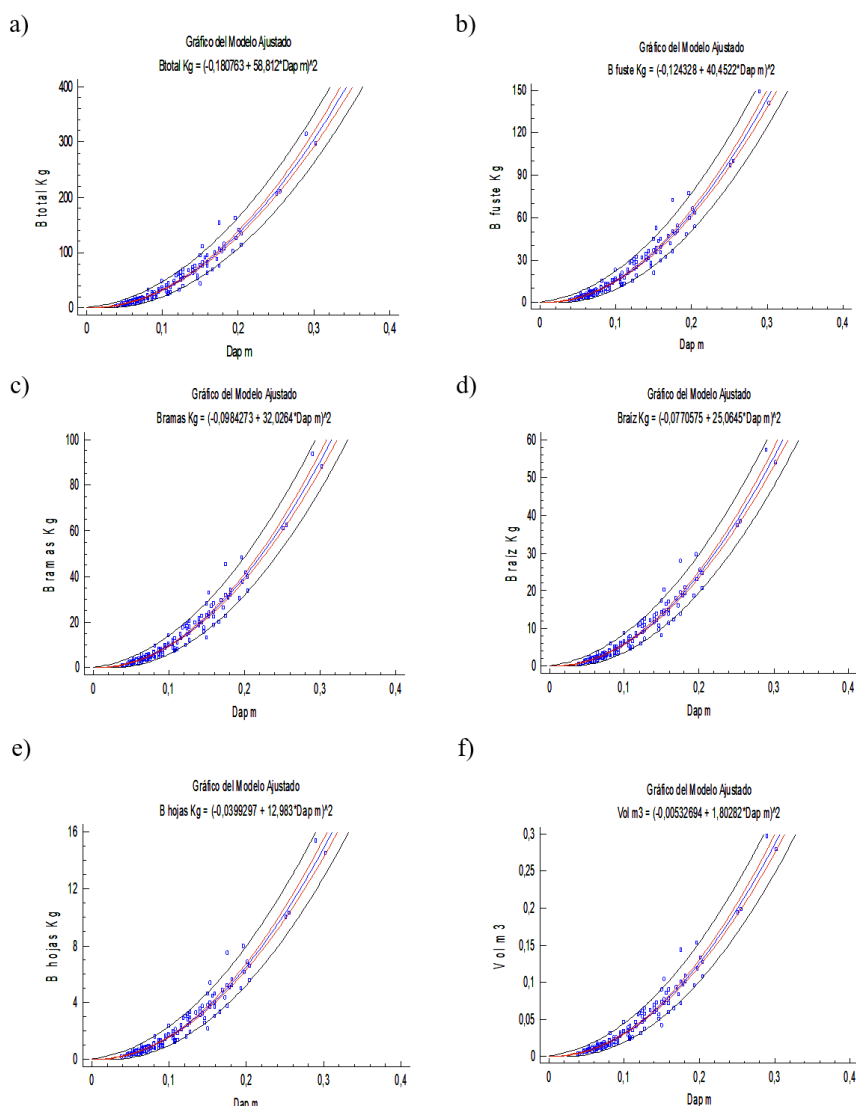 a)
Gráfico del Modelo Ajustado
Btotal Kg = (-0,180763 + 58,812*Dap m)^2
400
300
200
100
0
Btotal Kg
0 0,1 0,2 0,3 0,4
Dap m
b)
Gráfico del Modelo Ajustado
B fuste Kg = (-0,124328 + 40,4522*Dap m)^2
150
120
90
60
30
0
B fuste Kg
0 0,1 0,2 0,3 0,4
Dap m
c)
Gráfico del Modelo Ajustado
Bramas Kg = (-0,0984273 + 32,0264*Dap m)^2
100
80
60
40
20
0
Bramas Kg
0 0,1 0,2 0,3 0,4
Dap m
d)
Gráfico del Modelo Ajustado
Braíz Kg = (-0,0770575 + 25,0645*Dap m)^2
60
50
40
30
20
10
0
Braíz Kg
0 0,1 0,2 0,3 0,4
Dap m
e)
Gráfico del Modelo Ajustado
B hojas Kg = (-0,0399297 + 12,983*Dap m)^2
16
12
8
4
0
B hojas Kg
0 0,1 0,2 0,3 0,4
Dap m
f)
Gráfico del Modelo Ajustado
Vol m3 = (-0,00532694 + 1,80282*Dap m)^2
0,3
0,25
0,2
0,15
0,1
0,05
0
Vol m3
0 0,1 0,2 0,3 0,4
Dap m